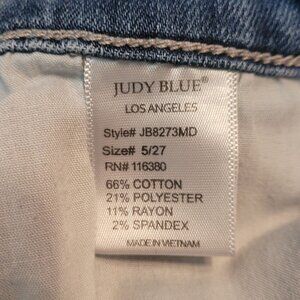 JUDY BLUE®
LOS ANGELES
Style# JB8273MD
Size# 5/27
RN# 116380
66% COTTON
21% POLYESTER
11% RAYON
2% SPANDEX
MADE IN VIETNAM